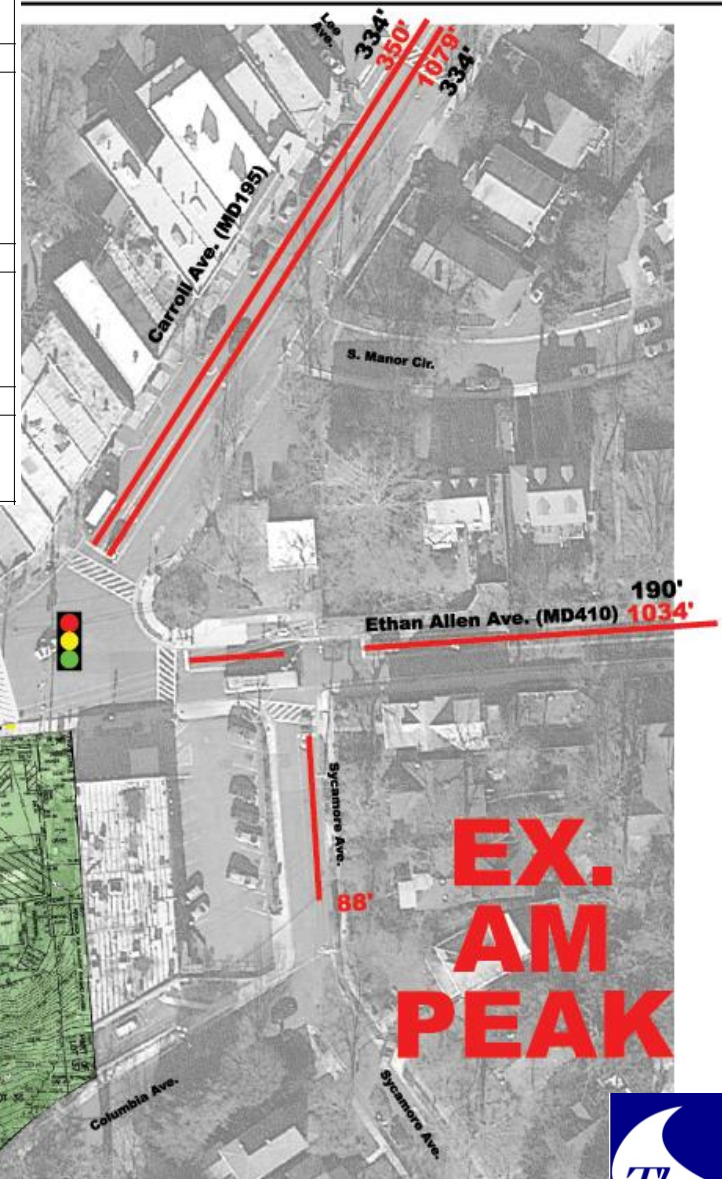 Lee
Ave.
334'
350'
1079'
334'
Carroll Ave. (MD195)
S. Manor Cir.
190'
Ethan Allen Ave. (MD410) 1034'
Sycamore Ave.
88'
EX.
AM
PEAK
Columbia Ave.
Sycamore Ave.